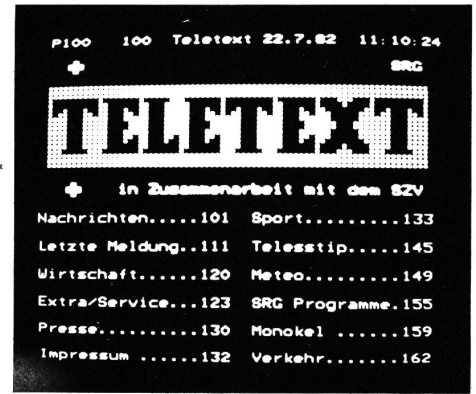 P100 100 Teletext 22.7.82 11:10:24
SRG
TELETEXT
in Zusammenarbeit mit dem SZV
Nachrichten.....101 Sport.........133
Letzte Meldung..111 Telesstip.....145
Wirtschaft......120 Meteo.........149
Extra/Service...123 SRG Programme.155
Presse..........130 Monokel ......159
Impressum ......132 Verkehr.......162